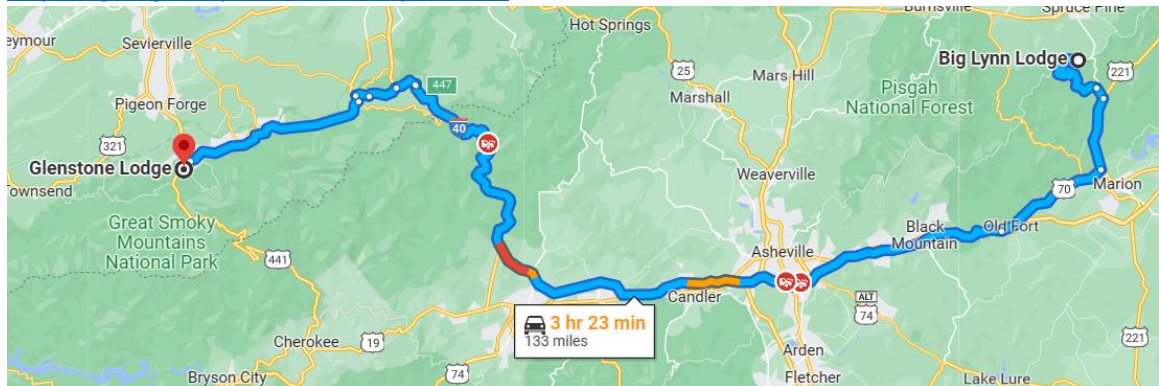 Hot Springs
Burnsville
Spruce Pine
eymour
Sevierville
447
25
Mars Hill
Big Lynn Lodge
221
Pigeon Forge
Marshall
Pisgah
National Forest
40
321
Glenstone Lodge
Townsend
Weaverville
70
Marion
Great Smoky
Mountains
National Park
441
Black
Mountain
Old Fort
Asheville
Candler
ALT
74
3 hr 23 min
133 miles
Cherokee
19
221
74
Arden
Bryson City
Fletcher
Lake Lure